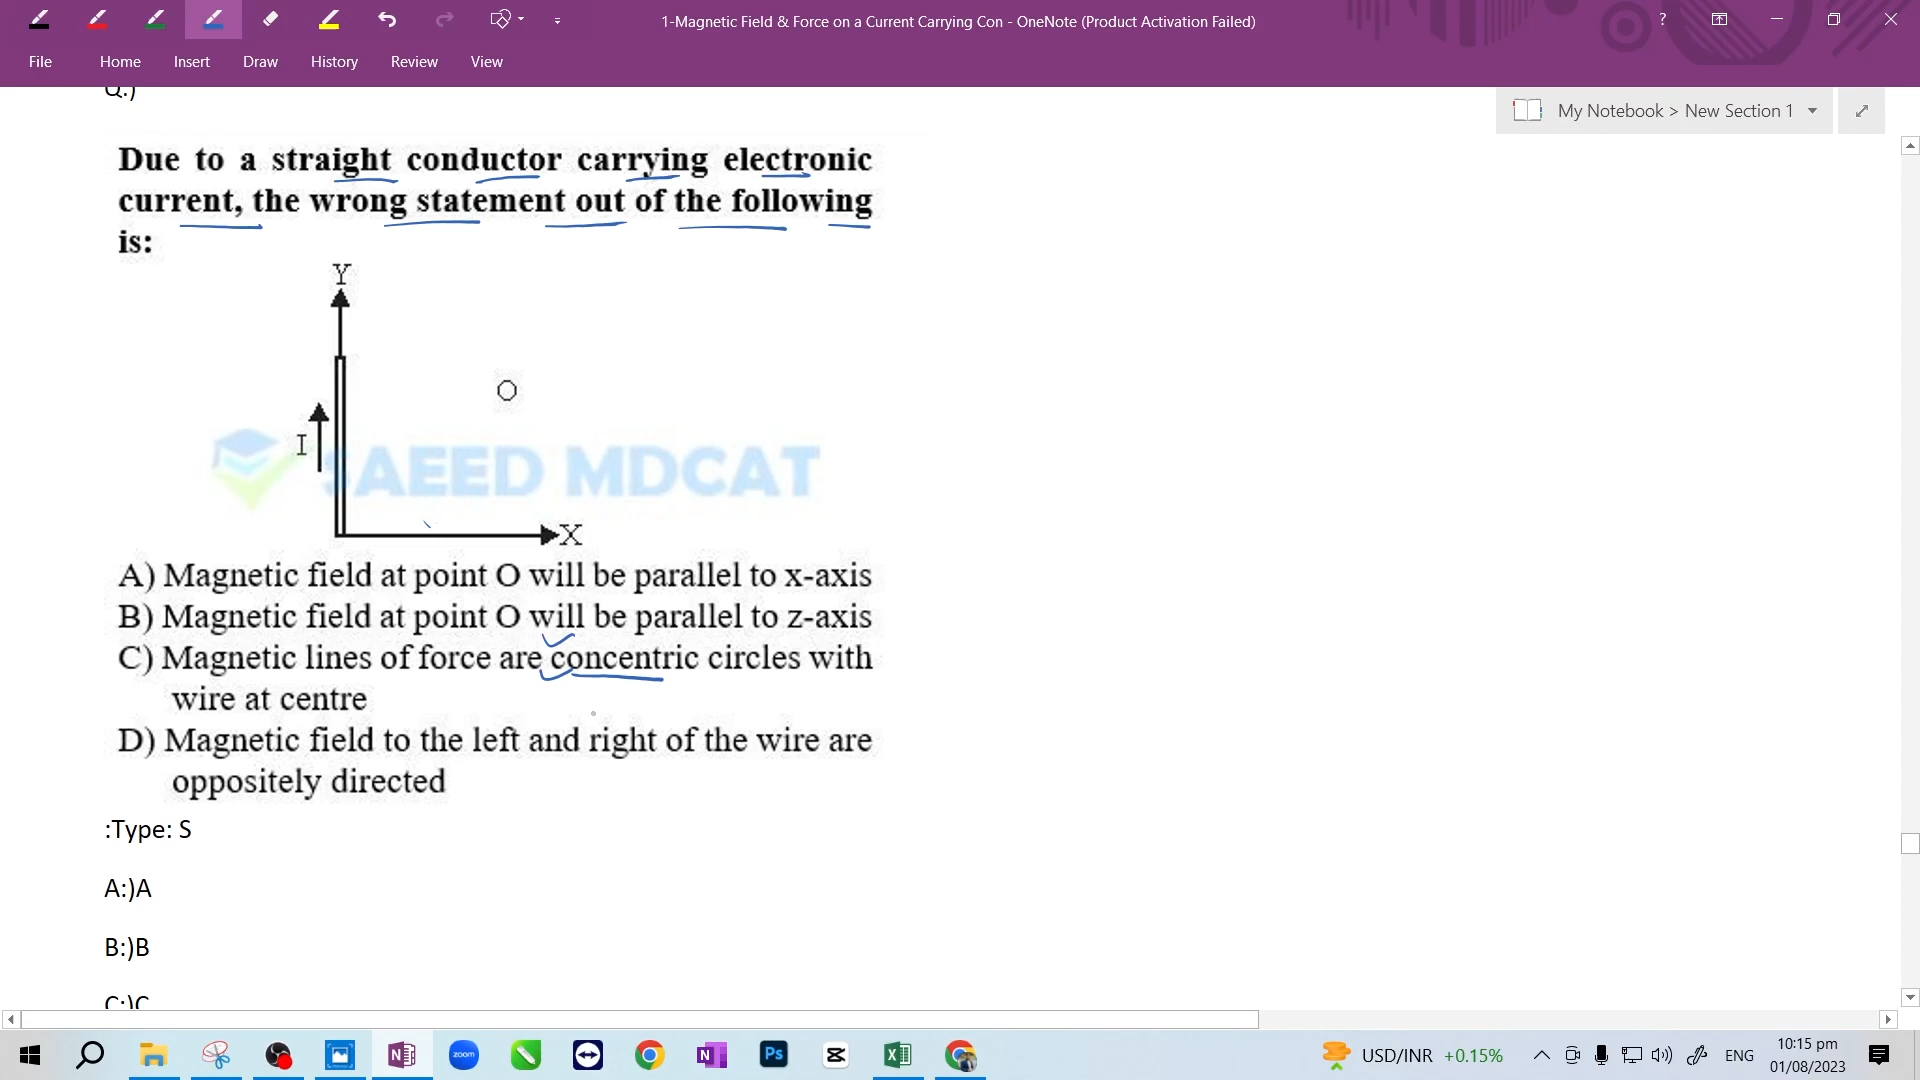 1-Magnetic Field & Force on a Current Carrying Con - OneNote (Product Activation Failed)
?
File Home Insert Draw History Review View
Q:)
My Notebook > New Section 1
Due to a straight conductor carrying electronic
current, the wrong statement out of the following
is:
Y
O
I
SAEED MDCAT
X
A) Magnetic field at point O will be parallel to x-axis
B) Magnetic field at point O will be parallel to z-axis
C) Magnetic lines of force are concentric circles with
wire at centre
D) Magnetic field to the left and right of the wire are
oppositely directed
:Type: S
A:)A
B:)B
C:)C
zoom
N
N
Ps
X
USD/INR +0.15%
ENG
10:15 pm
01/08/2023